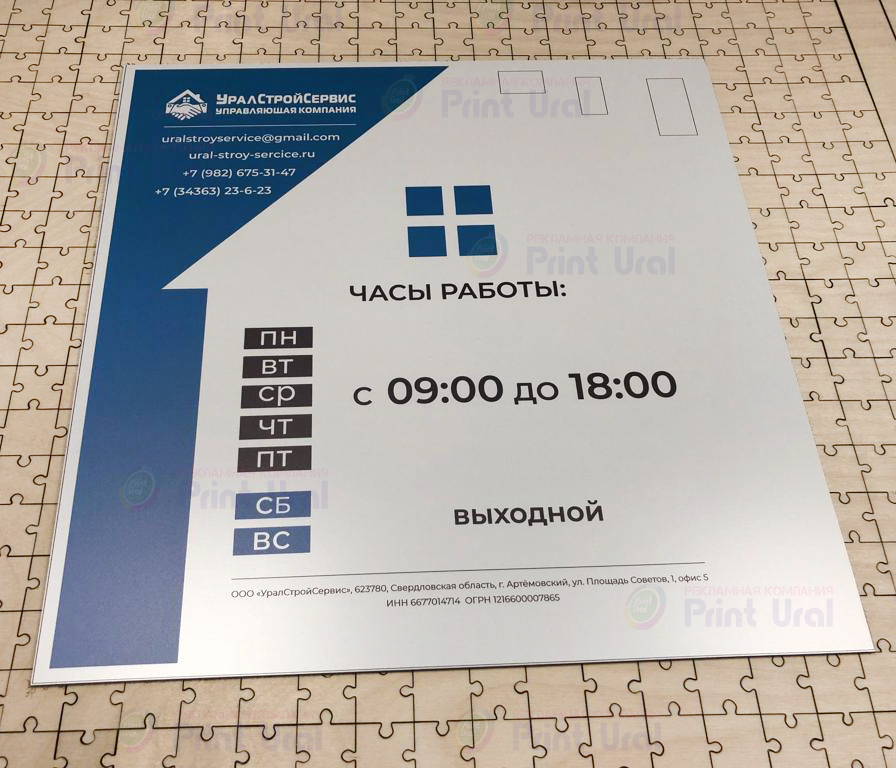 УралСтройСервис
УПРАВЛЯЮЩАЯ КОМПАНИЯ
uralstroyservice@gmail.com
ural-stroy-sercice.ru
+7 (982) 675-31-47
+7 (34363) 23-6-23
ЧАСЫ РАБОТЫ:
ПН
ВТ
СР
ЧТ
ПТ
с 09:00 до 18:00
СБ
ВС
ВЫХОДНОЙ
ООО «УралСтройСервис», 623780, Свердловская область, г. Артёмовский, ул. Площадь Советов, 1, офис 5
ИНН 6677014714 ОГРН 1216600007865
РЕКЛАМНАЯ КОМПАНИЯ
Print Ural